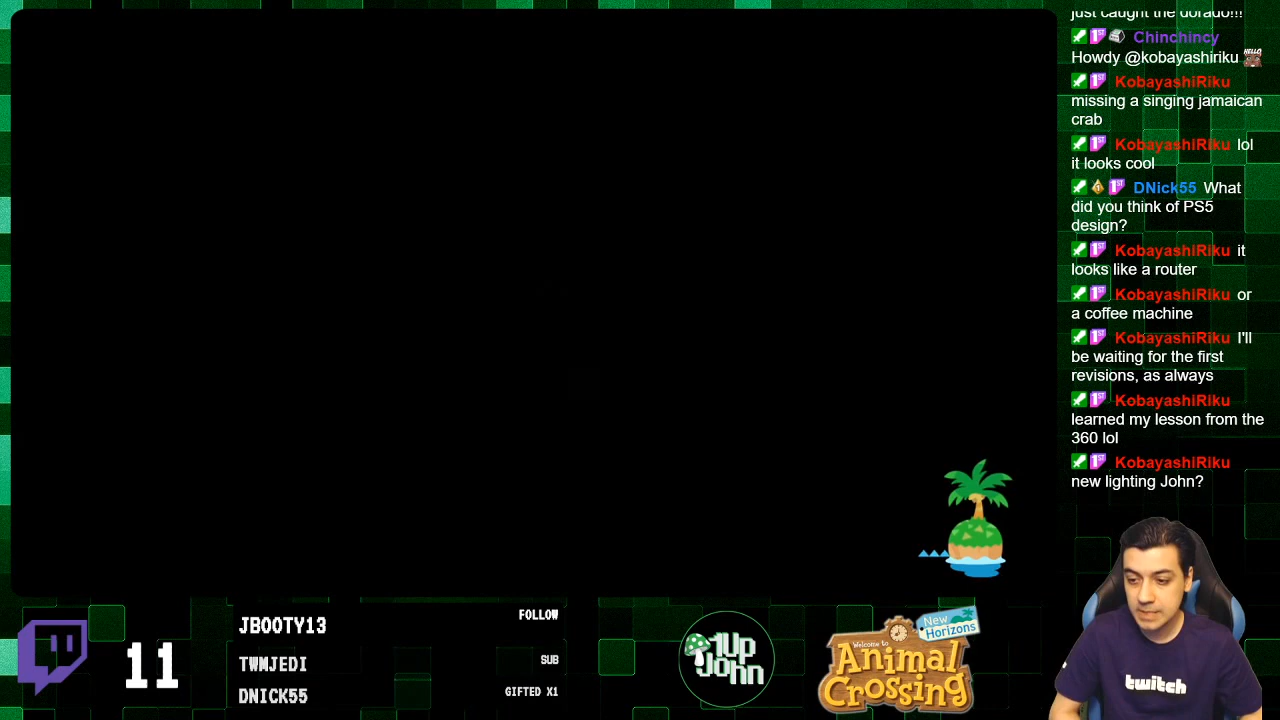 just caught the dorado!!!
Chinchincy
Howdy @kobayashiriku HELLO
KobayashiRiku
missing a singing jamaican
crab
KobayashiRiku lol
it looks cool
DNick55 What
did you think of PS5
design?
KobayashiRiku it
looks like a router
KobayashiRiku or
a coffee machine
KobayashiRiku I'll
be waiting for the first
revisions, as always
KobayashiRiku
learned my lesson from the
360 lol
KobayashiRiku
new lighting John?
11
JBOOTY13 FOLLOW
TWMJEDI SUB
DNICK55 GIFTED X1
1Up
John
New
Horizons
Welcome to
Animal
Crossing
twitch